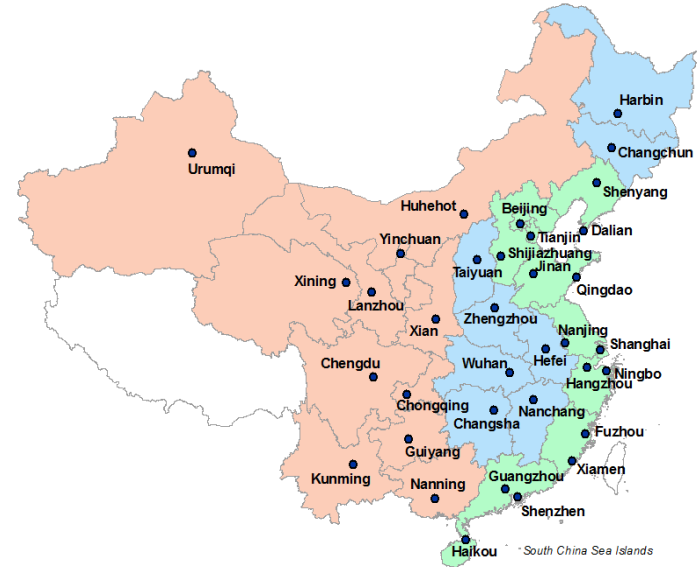 Harbin
Changchun
Urumqi
Shenyang
Huhehot
Beijing
Dalian
Tianjin
Yinchuan
Shijiazhuang
Taiyuan
Jinan
Xining
Qingdao
Lanzhou
Zhengzhou
Xian
Nanjing
Shanghai
Chengdu
Wuhan
Hefei
Ningbo
Hangzhou
Chongqing
Nanchang
Changsha
Fuzhou
Guiyang
Xiamen
Kunming
Guangzhou
Nanning
Shenzhen
Haikou
South China Sea Islands